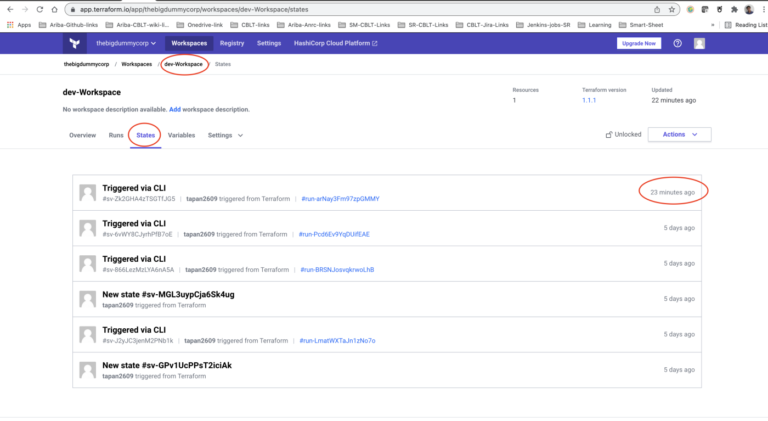 app.terraform.io/app/thebigdummycorp/workspaces/dev-Workspace/states
Apps Ariba-Github-links Ariba-CBLT-wiki-li... Onedrive-link CBLT-links Ariba-Anrc-links SM-CBLT-Links SR-CBLT-Links CBLT-Jira-Links Jenkins-jobs-SR Learning Smart-Sheet » Reading List
thebigdummycorp Workspaces Registry Settings HashiCorp Cloud Platform Upgrade Now
thebigdummycorp / Workspaces / dev-Workspace / States
dev-Workspace
No workspace description available. Add workspace description.
Resources Terraform version Updated
1 1.1.1 22 minutes ago
Overview Runs States Variables Settings Unlocked Actions
Triggered via CLI
#sv-Zk2GHA4zTSGTfJG5 | tapan2609 triggered from Terraform | #run-arNay3Fm97zpGMMY
23 minutes ago
Triggered via CLI
#sv-6vWY8CJyrhPfB7oE | tapan2609 triggered from Terraform | #run-Pcd6Ev9YqDUifEAE
5 days ago
Triggered via CLI
#sv-866LezMzLYA6nA5A | tapan2609 triggered from Terraform | #run-BRSNJosvqkrwoLhB
5 days ago
New state #sv-MGL3uypCja6Sk4ug
tapan2609 triggered from Terraform
5 days ago
Triggered via CLI
#sv-J2yJC3jenM2PNb1k | tapan2609 triggered from Terraform | #run-LmatWXTaJn1zNo7o
5 days ago
New state #sv-GPv1UcPPsT2iciAk
tapan2609 triggered from Terraform
5 days ago